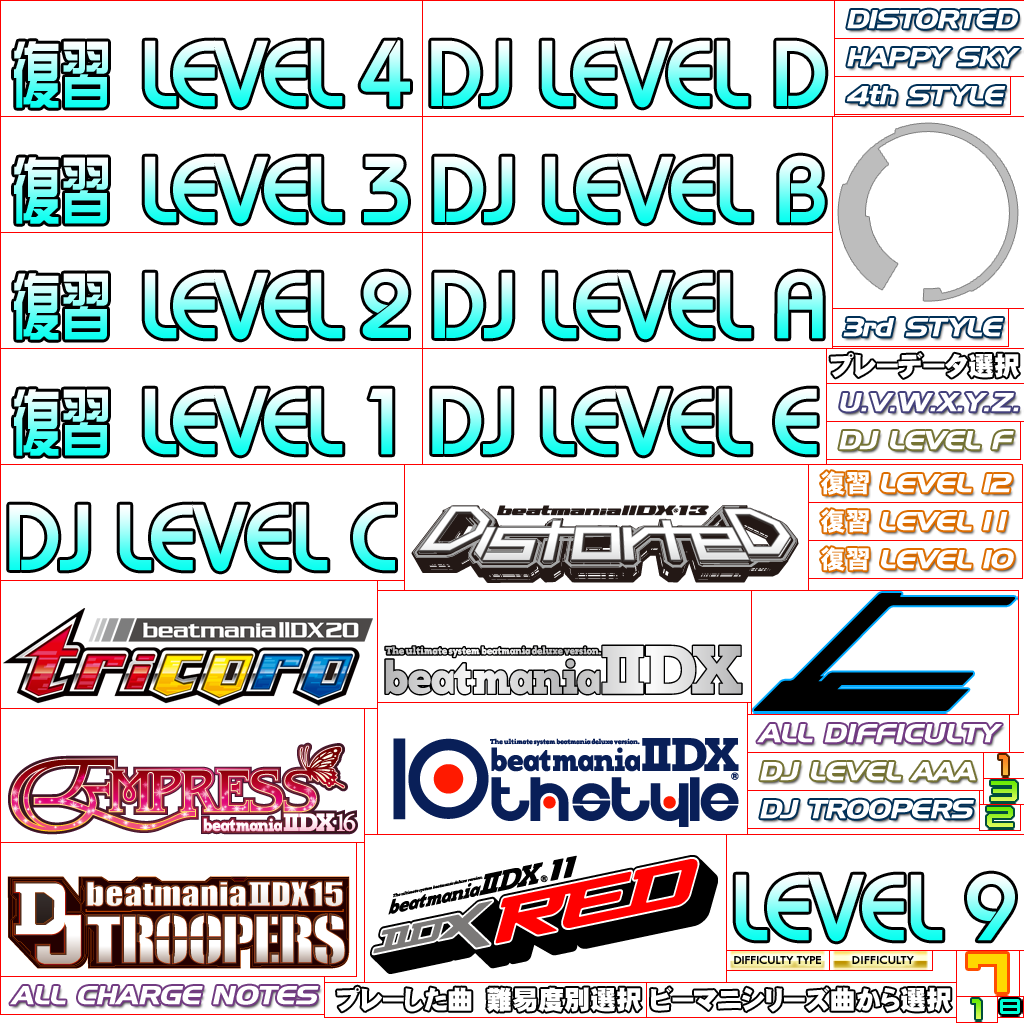 復習 LEVEL 4
DJ LEVEL D
DISTORTED
HAPPY SKY
4th STYLE
復習 LEVEL 3
DJ LEVEL B
復習 LEVEL 2
DJ LEVEL A
3rd STYLE
復習 LEVEL 1
DJ LEVEL E
プレーデータ選択
U.V.W.X.Y.Z.
DJ LEVEL F
DJ LEVEL C
beatmania IIDX·13
DistorteD
復習 LEVEL 12
復習 LEVEL 11
復習 LEVEL 10
beatmania IIDX 20
tricoro
The ultimate system beatmania deluxe version.
beatmania IIDX
ALL DIFFICULTY
EMPRESS
beatmania IIDX·16
The ultimate system beatmania deluxe version.
beatmania IIDX®
10th style
DJ LEVEL AAA
1
3
DJ TROOPERS
2
DJ TROOPERS
beatmania IIDX 15
The ultimate system beatmania deluxe version.
beatmania IIDX® 11
IIDX RED
LEVEL 9
DIFFICULTY TYPE
DIFFICULTY
7
ALL CHARGE NOTES
プレーした曲 難易度別選択
ビーマニシリーズ曲から選択
1
8